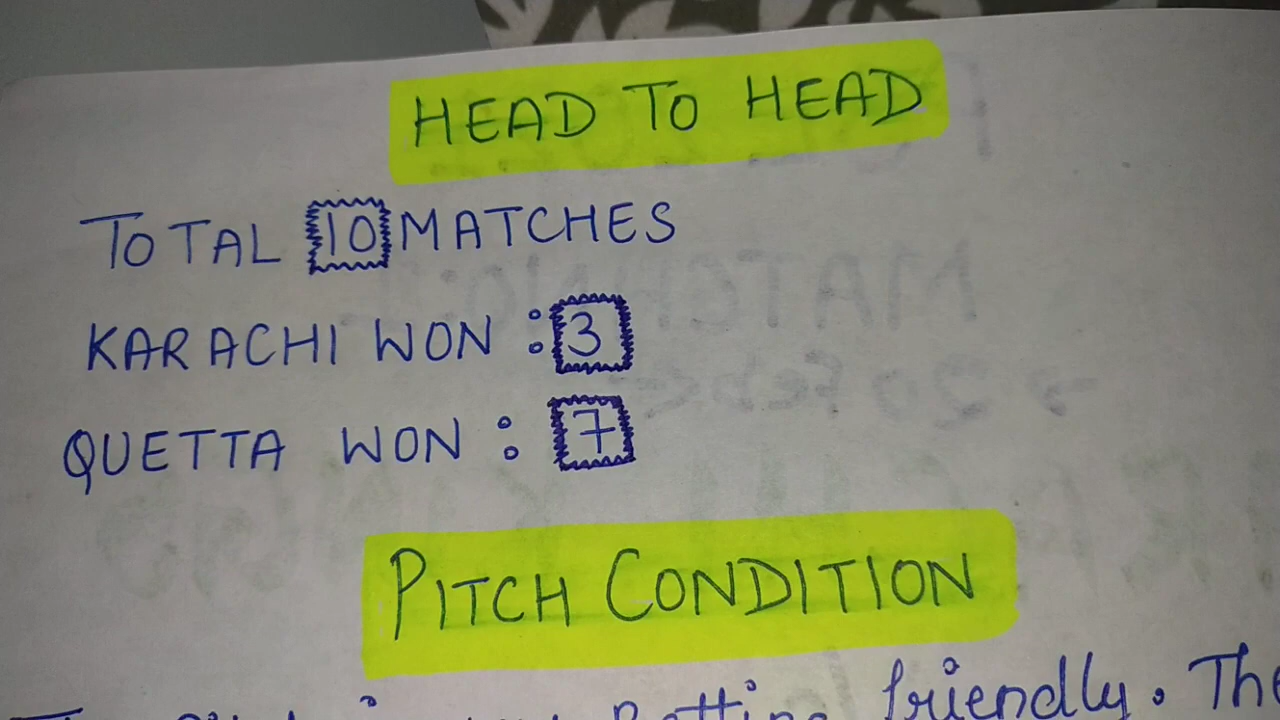 HEAD TO HEAD
TOTAL 10 MATCHES
KARACHI WON : 3
QUETTA WON : 7
PITCH CONDITION
friendly. The